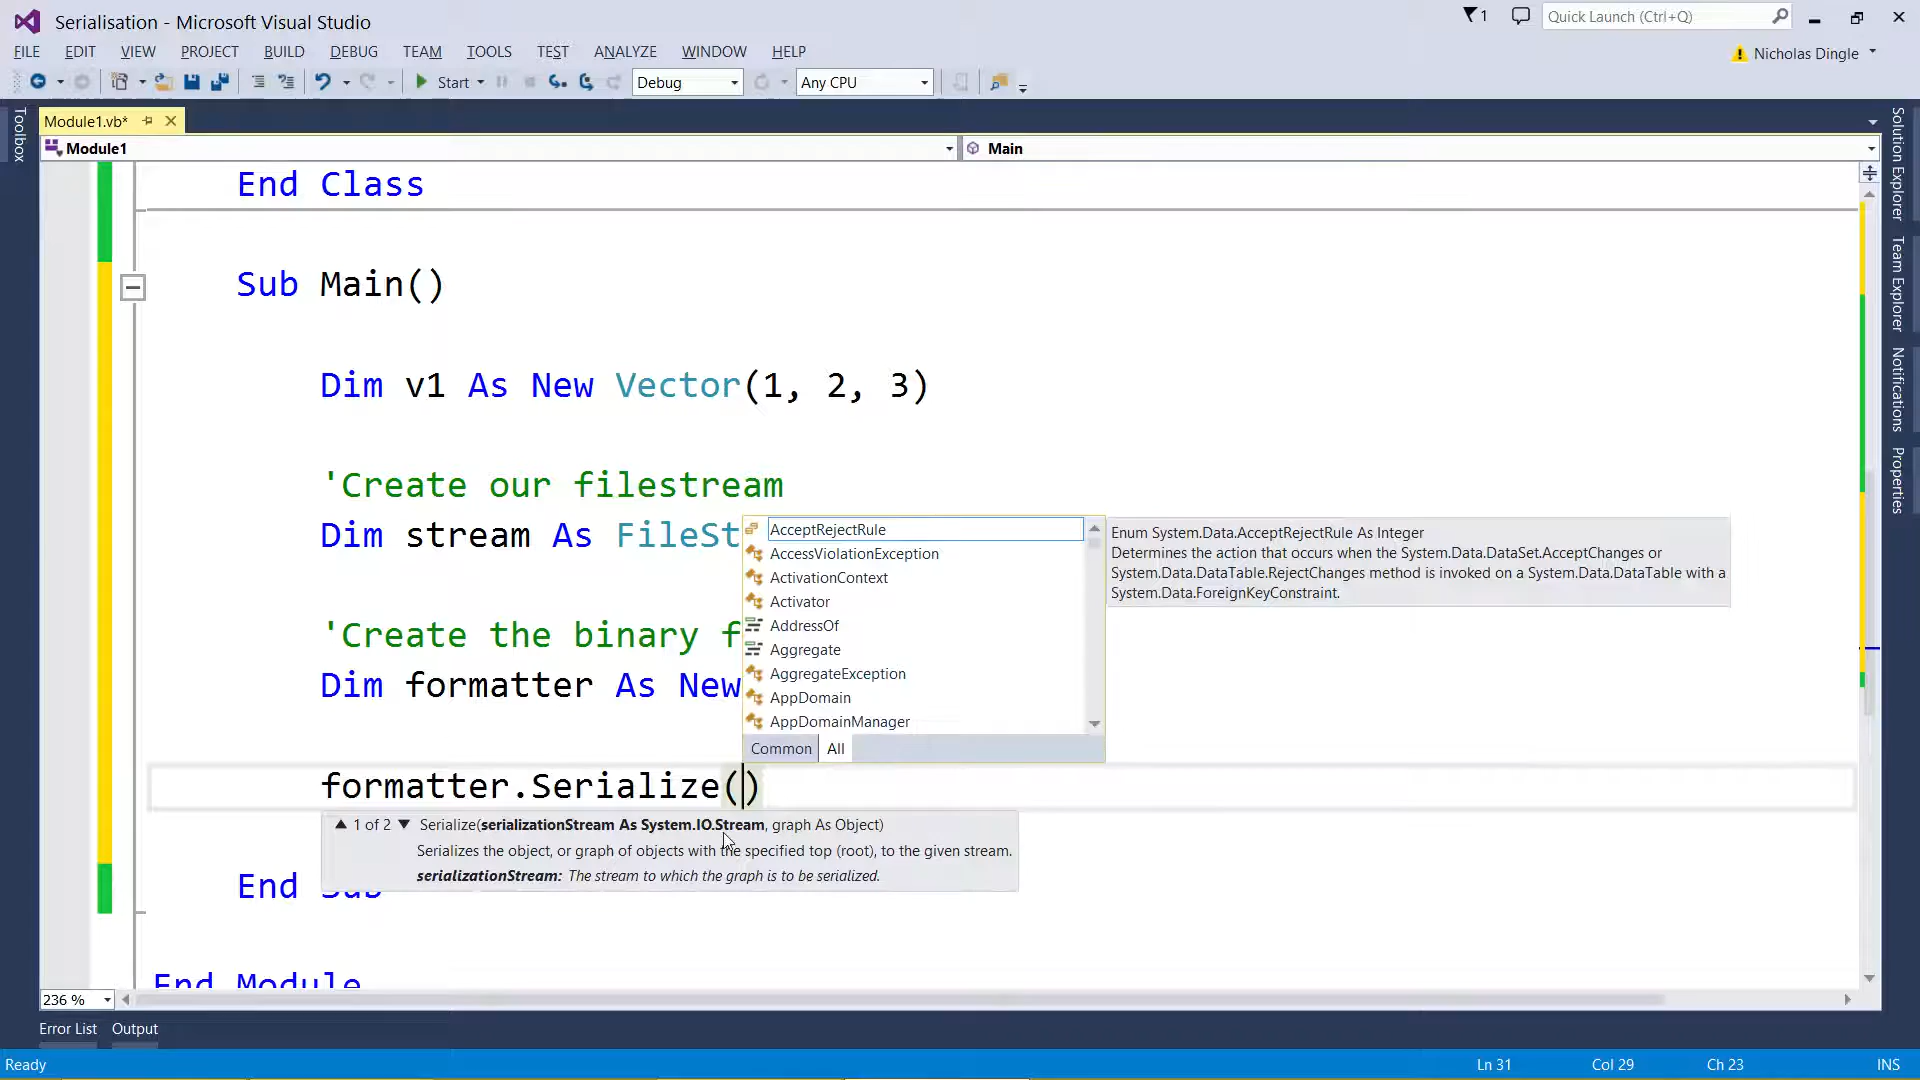 Serialisation - Microsoft Visual Studio
1
Quick Launch (Ctrl+Q)
FILE EDIT VIEW PROJECT BUILD DEBUG TEAM TOOLS TEST ANALYZE WINDOW HELP
Nicholas Dingle
Start Debug Any CPU
Toolbox
Module1.vb*
Module1 Main
End Class
Sub Main()
Dim v1 As New Vector(1, 2, 3)
'Create our filestream
Dim stream As FileSt
'Create the binary f
Dim formatter As New
AcceptRejectRule
AccessViolationException
ActivationContext
Activator
AddressOf
Aggregate
AggregateException
AppDomain
AppDomainManager
Common All
Enum System.Data.AcceptRejectRule As Integer
Determines the action that occurs when the System.Data.DataSet.AcceptChanges or
System.Data.DataTable.RejectChanges method is invoked on a System.Data.DataTable with a
System.Data.ForeignKeyConstraint.
formatter.Serialize()
1 of 2 Serialize(serializationStream As System.IO.Stream, graph As Object)
Serializes the object, or graph of objects with the specified top (root), to the given stream.
serializationStream: The stream to which the graph is to be serialized.
End Sub
End Module
236 %
Solution Explorer
Team Explorer
Notifications
Properties
Error List Output
Ready Ln 31 Col 29 Ch 23 INS